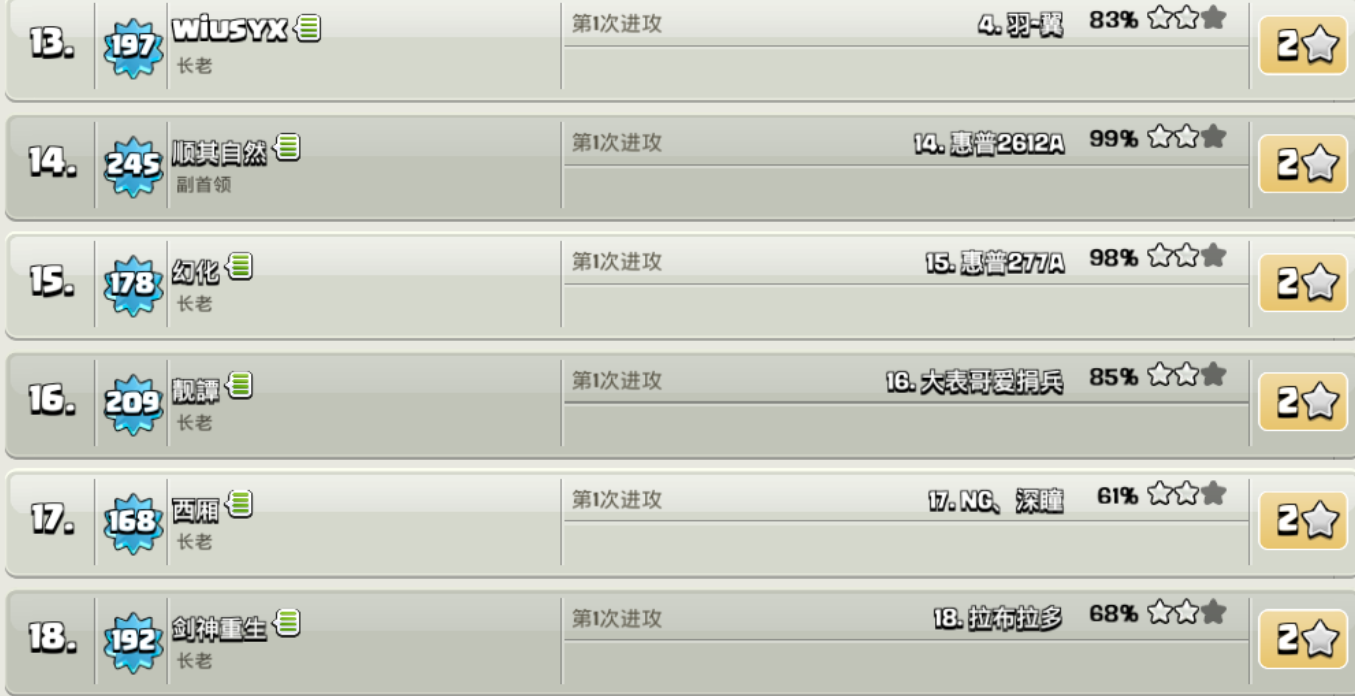 13. 197 wiusyx 第1次进攻 4. 羽-翼 83% 2
长老
14. 245 顺其自然 第1次进攻 14. 惠普2612A 99% 2
副首领
15. 178 幻化 第1次进攻 15. 惠普277A 98% 2
长老
16. 209 靓譚 第1次进攻 16. 大表哥爱捐兵 85% 2
长老
17. 168 西厢 第1次进攻 17. NG、深瞳 61% 2
长老
18. 192 剑神重生 第1次进攻 18. 拉布拉多 68% 2
长老